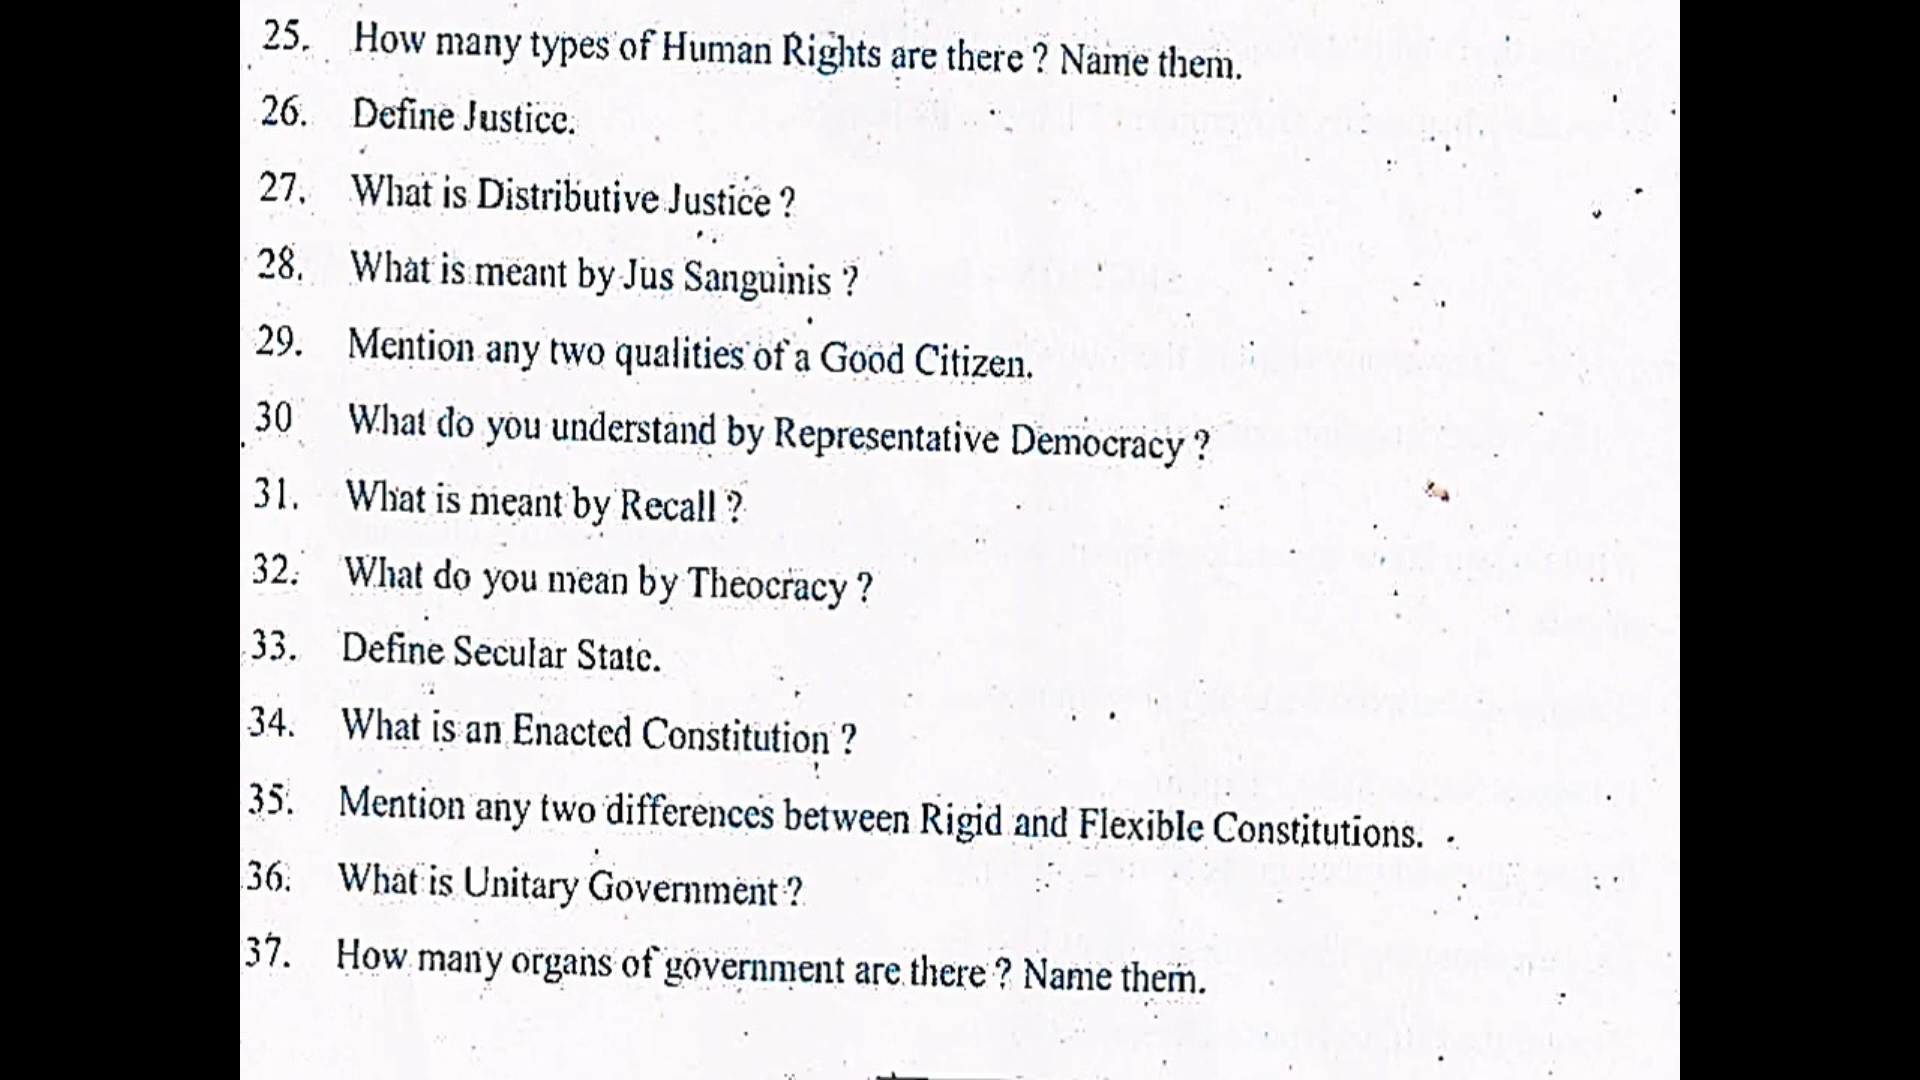 25. How many types of Human Rights are there ? Name them.
26. Define Justice.
27. What is Distributive Justice ?
28. What is meant by Jus Sanguinis ?
29. Mention any two qualities of a Good Citizen.
30 What do you understand by Representative Democracy ?
31. What is meant by Recall ?
32. What do you mean by Theocracy ?
33. Define Secular State.
34. What is an Enacted Constitution ?
35. Mention any two differences between Rigid and Flexible Constitutions.
36. What is Unitary Government ?
37. How many organs of government are there ? Name them.